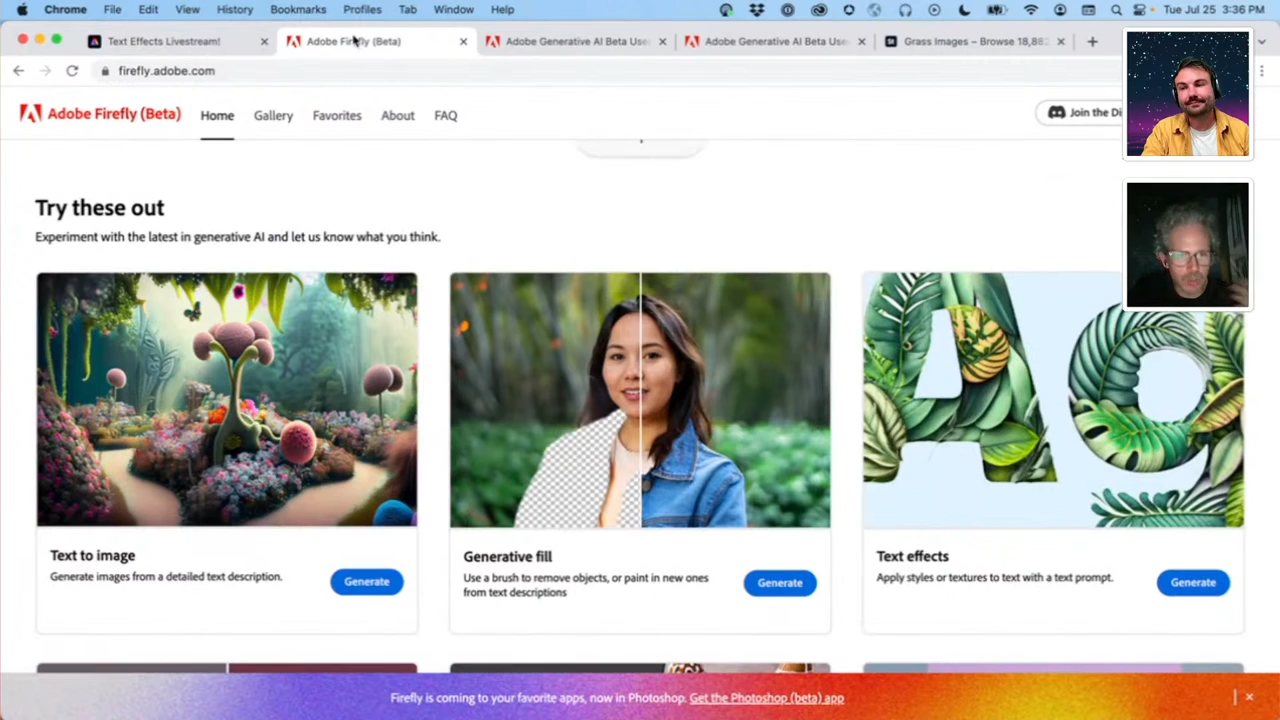 Chrome File Edit View History Bookmarks Profiles Tab Window Help Tue Jul 25 3:36 PM
Text Effects Livestream! Adobe Firefly (Beta) Adobe Generative AI Beta Use Adobe Generative AI Beta Use St Grass Images – Browse
firefly.adobe.com
Adobe Firefly (Beta) Home Gallery Favorites About FAQ Join the Di
Try these out
Experiment with the latest in generative AI and let us know what you think.
Text to image
Generate images from a detailed text description.
Generate
Generative fill
Use a brush to remove objects, or paint in new ones
from text descriptions
Generate
Text effects
Apply styles or textures to text with a text prompt.
Generate
Firefly is coming to your favorite apps, now in Photoshop. Get the Photoshop (beta) app